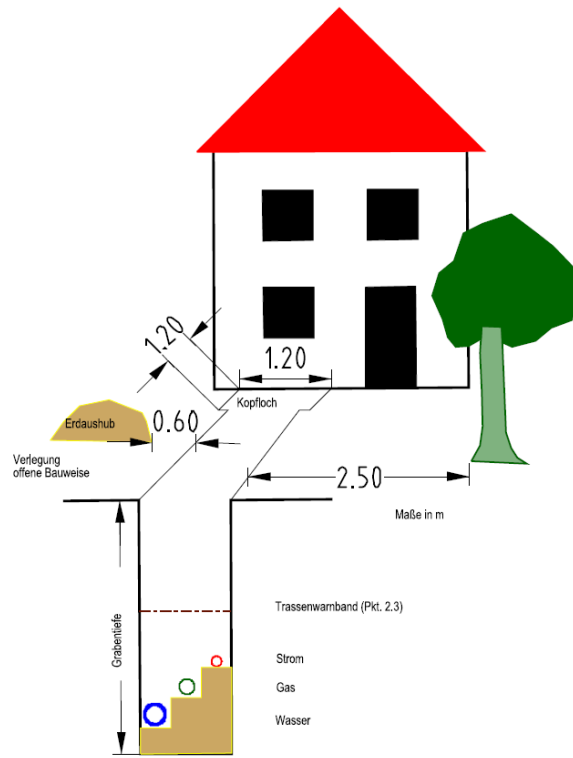 1.20
1.20
Kopfloch
Erdaushub
0.60
Verlegung
offene Bauweise
2.50
Maße in m
Grabentiefe
Trassenwarnband (Pkt. 2.3)
Strom
Gas
Wasser